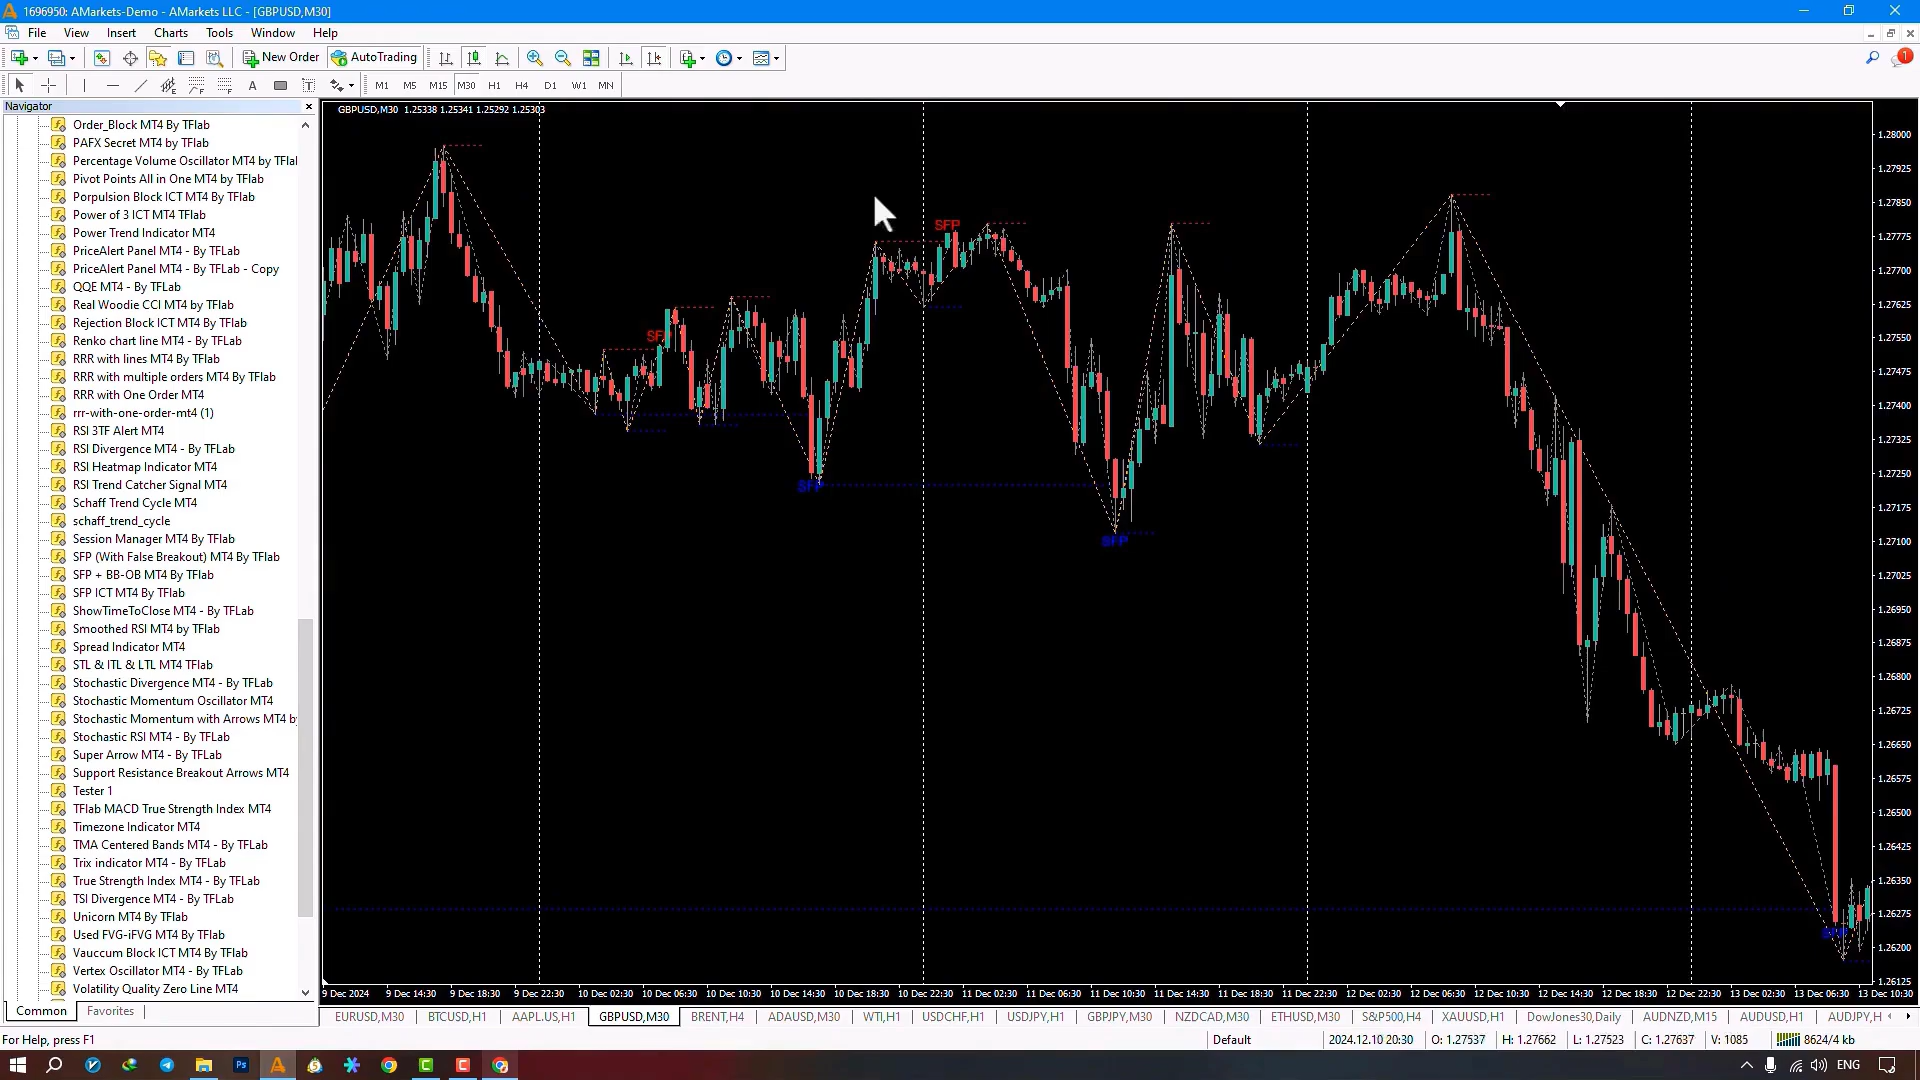 1696950: AMarkets-Demo - AMarkets LLC - [GBPUSD,M30]
File View Insert Charts Tools Window Help
New Order AutoTrading 1
A T M1 M5 M15 M30 H1 H4 D1 W1 MN
Navigator
Order_Block MT4 By TFlab
PAFX Secret MT4 by TFlab
Percentage Volume Oscillator MT4 by TFlab
Pivot Points All in One MT4 by TFlab
Porpulsion Block ICT MT4 By TFlab
Power of 3 ICT MT4 TFlab
Power Trend Indicator MT4
PriceAlert Panel MT4 - By TFLab
PriceAlert Panel MT4 - By TFLab - Copy
QQE MT4 - By TFLab
Real Woodie CCI MT4 by TFlab
Rejection Block ICT MT4 By TFlab
Renko chart line MT4 - By TFLab
RRR with lines MT4 By TFlab
RRR with multiple orders MT4 By TFlab
RRR with One Order MT4
rrr-with-one-order-mt4 (1)
RSI 3TF Alert MT4
RSI Divergence MT4 - By TFLab
RSI Heatmap Indicator MT4
RSI Trend Catcher Signal MT4
Schaff Trend Cycle MT4
schaff_trend_cycle
Session Manager MT4 - By TFLab
SFP (With False Breakout) MT4 By TFlab
SFP + BB-OB MT4 By TFlab
SFP ICT MT4 By TFlab
ShowTimeToClose MT4 - By TFLab
Smoothed RSI MT4 by TFlab
Spread Indicator MT4
STL & ITL & LTL MT4 TFlab
Stochastic Divergence MT4 - By TFLab
Stochastic Momentum Oscillator MT4
Stochastic Momentum with Arrows MT4 by
Stochastic RSI MT4 - By TFLab
Super Arrow MT4 - By TFLab
Support Resistance Breakout Arrows MT4
Tester 1
TFlab MACD True Strength Index MT4
Timezone Indicator MT4
TMA Centered Bands MT4 - By TFLab
Trix indicator MT4 - By TFLab
True Strength Index MT4 - By TFLab
TSI Divergence MT4 - By TFLab
Unicorn MT4 By TFlab
Used FVG-iFVG MT4 By TFlab
Vauccum Block ICT MT4 By TFlab
Vertex Oscillator MT4 - By TFLab
Volatility Quality Zero Line MT4
Common Favorites
GBPUSD,M30 1.25338 1.25341 1.25292 1.25303
SFP
SFP
SFP
SFP
SFP
1.28000
1.27925
1.27850
1.27775
1.27700
1.27625
1.27550
1.27475
1.27400
1.27325
1.27250
1.27175
1.27100
1.27025
1.26950
1.26875
1.26800
1.26725
1.26650
1.26575
1.26500
1.26425
1.26350
1.26275
1.26200
1.26125
9 Dec 2024 9 Dec 14:30 9 Dec 18:30 9 Dec 22:30 10 Dec 02:30 10 Dec 06:30 10 Dec 10:30 10 Dec 14:30 10 Dec 18:30 10 Dec 22:30 11 Dec 02:30 11 Dec 06:30 11 Dec 10:30 11 Dec 14:30 11 Dec 18:30 11 Dec 22:30 12 Dec 02:30 12 Dec 06:30 12 Dec 10:30 12 Dec 14:30 12 Dec 18:30 12 Dec 22:30 13 Dec 02:30 13 Dec 06:30 13 Dec 10:30
EURUSD,M30 BTCUSD,H1 AAPL.US,H1 GBPUSD,M30 BRENT,H4 ADAUSD,M30 WTI,H1 USDCHF,H1 USDJPY,H1 GBPJPY,M30 NZDCAD,M30 ETHUSD,M30 S&P500,H4 XAUUSD,H1 DowJones30,Daily AUDNZD,M15 AUDUSD,H1 AUDJPY,H
For Help, press F1 Default 2024.12.10 20:30 O: 1.27537 H: 1.27662 L: 1.27523 C: 1.27637 V: 1085 8624/4 kb
Ps ENG